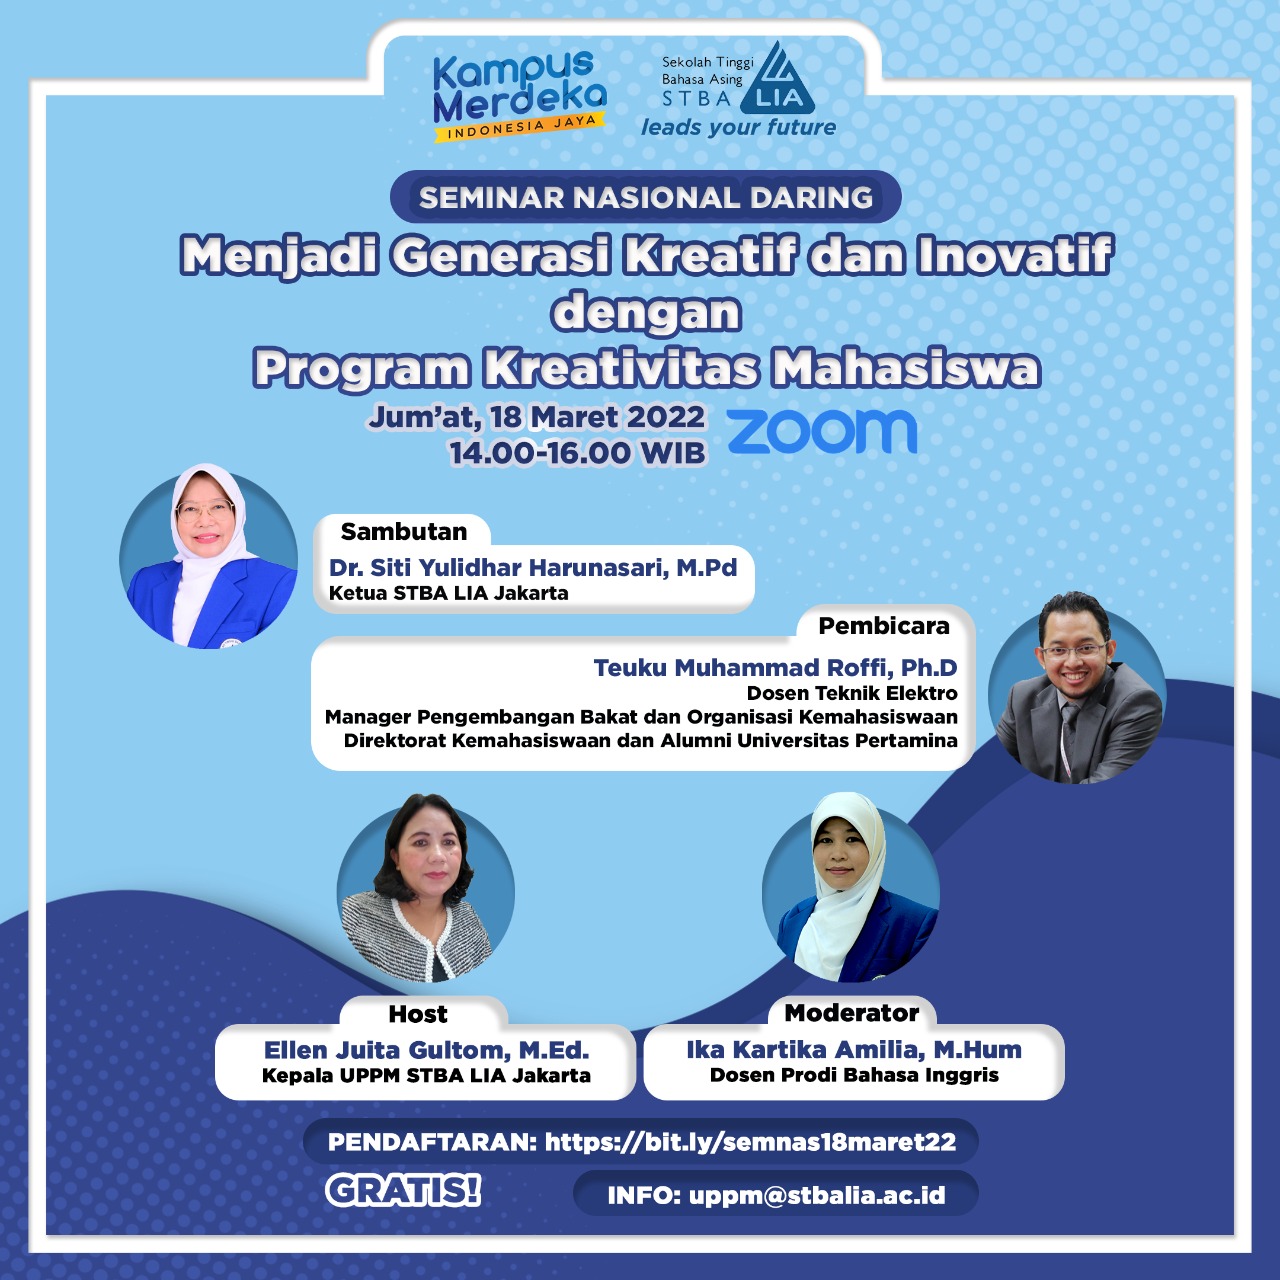 Kampus
Merdeka
INDONESIA JAYA
Sekolah Tinggi
Bahasa Asing
STBA LIA
leads your future
SEMINAR NASIONAL DARING
Menjadi Generasi Kreatif dan Inovatif
dengan
Program Kreativitas Mahasiswa
Jum’at, 18 Maret 2022
14.00-16.00 WIB
zoom
Sambutan
Dr. Siti Yulidhar Harunasari, M.Pd
Ketua STBA LIA Jakarta
Pembicara
Teuku Muhammad Roffi, Ph.D
Dosen Teknik Elektro
Manager Pengembangan Bakat dan Organisasi Kemahasiswaan
Direktorat Kemahasiswaan dan Alumni Universitas Pertamina
Host
Ellen Juita Gultom, M.Ed.
Kepala UPPM STBA LIA Jakarta
Moderator
Ika Kartika Amilia, M.Hum
Dosen Prodi Bahasa Inggris
PENDAFTARAN: https://bit.ly/semnas18maret22
GRATIS!
INFO: uppm@stbalia.ac.id